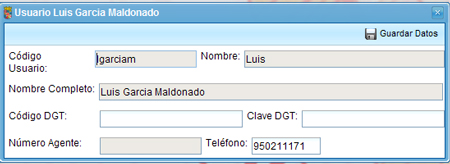 Usuario Luis Garcia Maldonado
Guardar Datos
Código Usuario: lgarciam Nombre: Luis
Nombre Completo: Luis Garcia Maldonado
Código DGT: Clave DGT:
Número Agente: Teléfono: 950211171